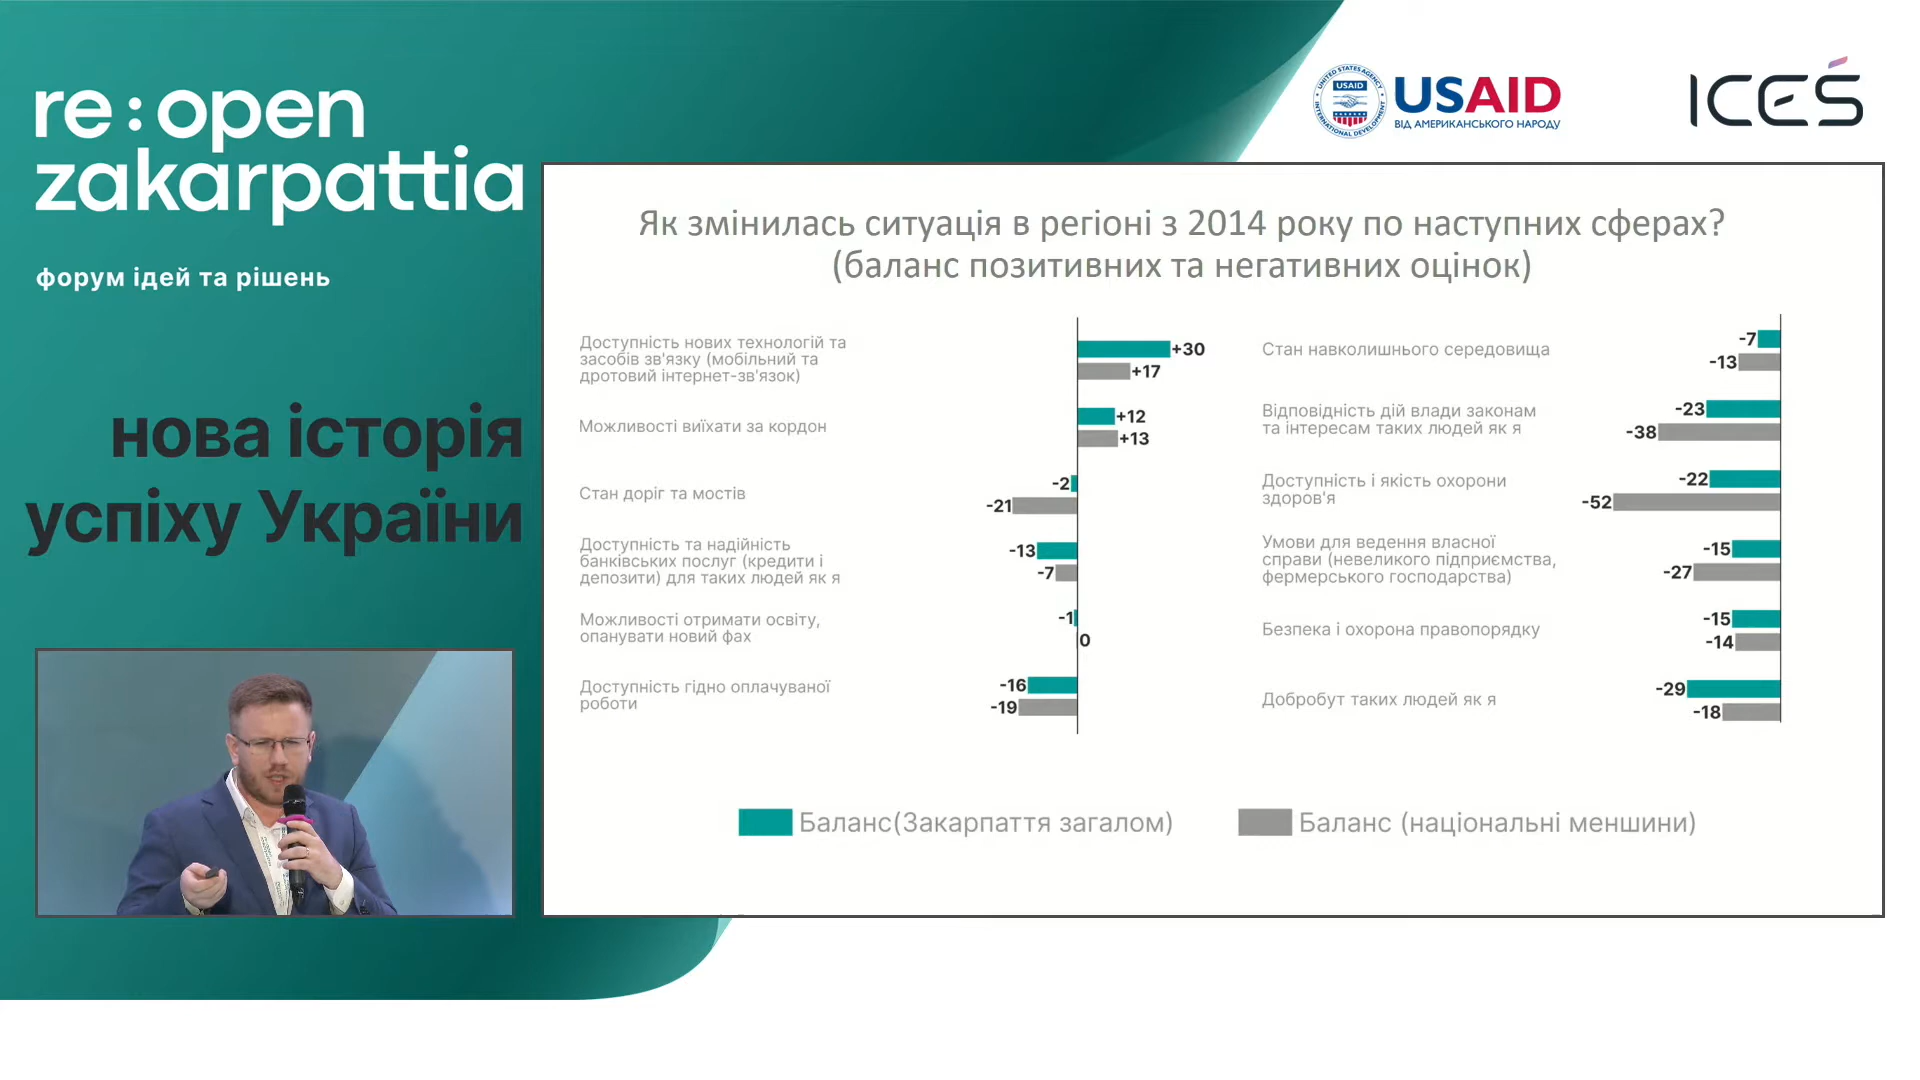 re:open
zakarpattia
форум ідей та рішень
нова історія
успіху України
UNITED STATES AGENCY
USAID
INTERNATIONAL DEVELOPMENT
USAID
ВІД АМЕРИКАНСЬКОГО НАРОДУ
ICEŚ
Як змінилась ситуація в регіоні з 2014 року по наступних сферах?
(баланс позитивних та негативних оцінок)
Доступність нових технологій та
засобів зв'язку (мобільний та
дротовий інтернет-зв'язок)
+30
+17
Можливості виїхати за кордон
+12
+13
Стан доріг та мостів
-2
-21
Доступність та надійність
банківських послуг (кредити і
депозити) для таких людей як я
-13
-7
Можливості отримати освіту,
опанувати новий фах
-1
0
Доступність гідно оплачуваної
роботи
-16
-19
Стан навколишнього середовища
-7
-13
Відповідність дій влади законам
та інтересам таких людей як я
-23
-38
Доступність і якість охорони
здоров'я
-22
-52
Умови для ведення власної
справи (невеликого підприємства,
фермерського господарства)
-15
-27
Безпека і охорона правопорядку
-15
-14
Добробут таких людей як я
-29
-18
Баланс(Закарпаття загалом)
Баланс (національні меншини)